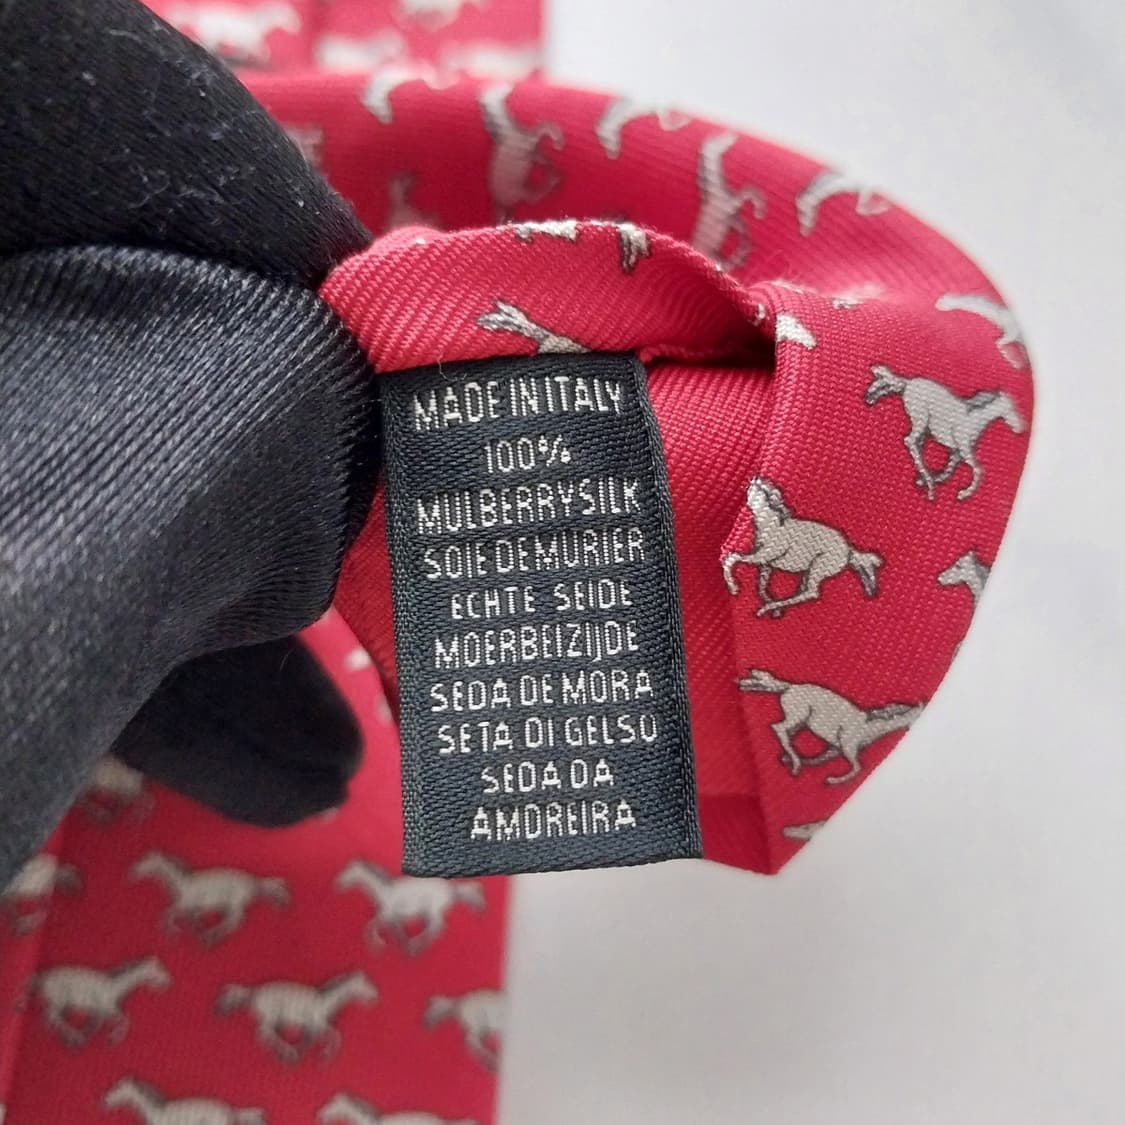 MADE IN ITALY
100%
MULBERRY SILK
SOIE DE MURIER
ECHTE SEIDE
MOERBEIZIJDE
SEDA DE MORA
SETA DI GELSO
SEDA DA
AMOREIRA